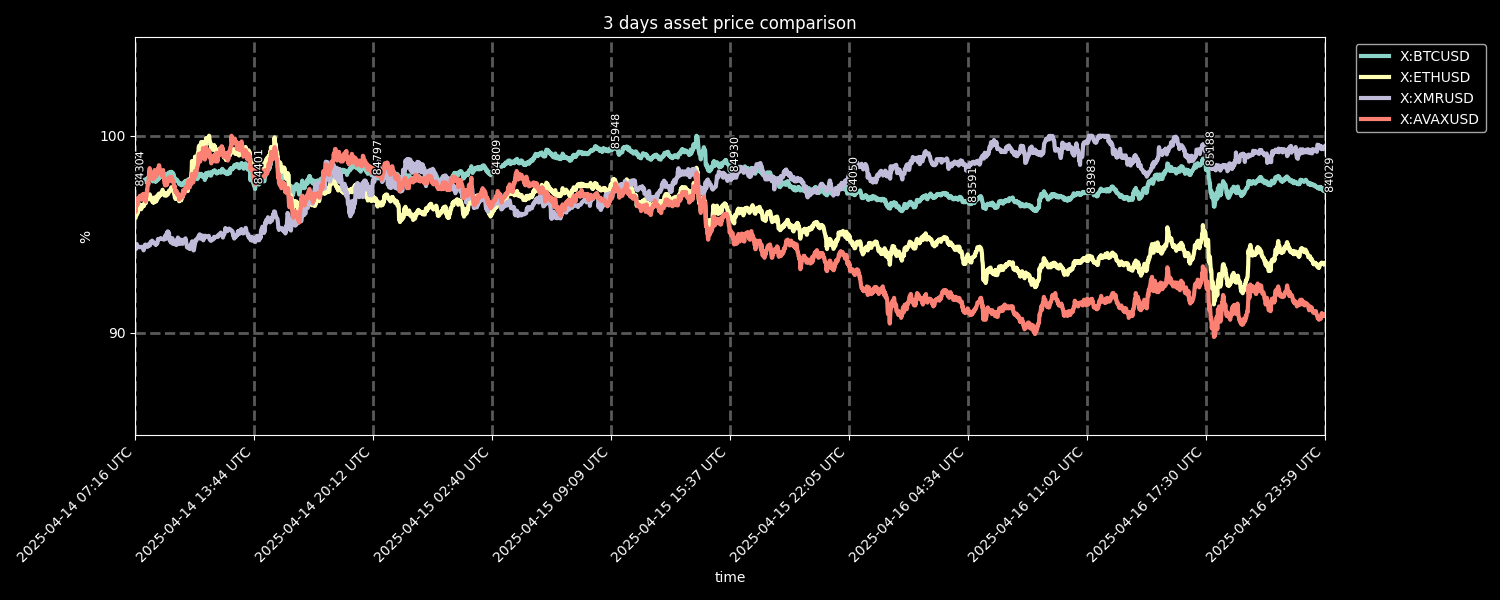 3 days asset price comparison
X:BTCUSD
X:ETHUSD
X:XMRUSD
X:AVAXUSD
100
90
%
84304
84401
84797
84809
85948
84930
84050
83591
83983
85188
84029
2025-04-14 07:16 UTC
2025-04-14 13:44 UTC
2025-04-14 20:12 UTC
2025-04-15 02:40 UTC
2025-04-15 09:09 UTC
2025-04-15 15:37 UTC
2025-04-15 22:05 UTC
2025-04-16 04:34 UTC
2025-04-16 11:02 UTC
2025-04-16 17:30 UTC
2025-04-16 23:59 UTC
time